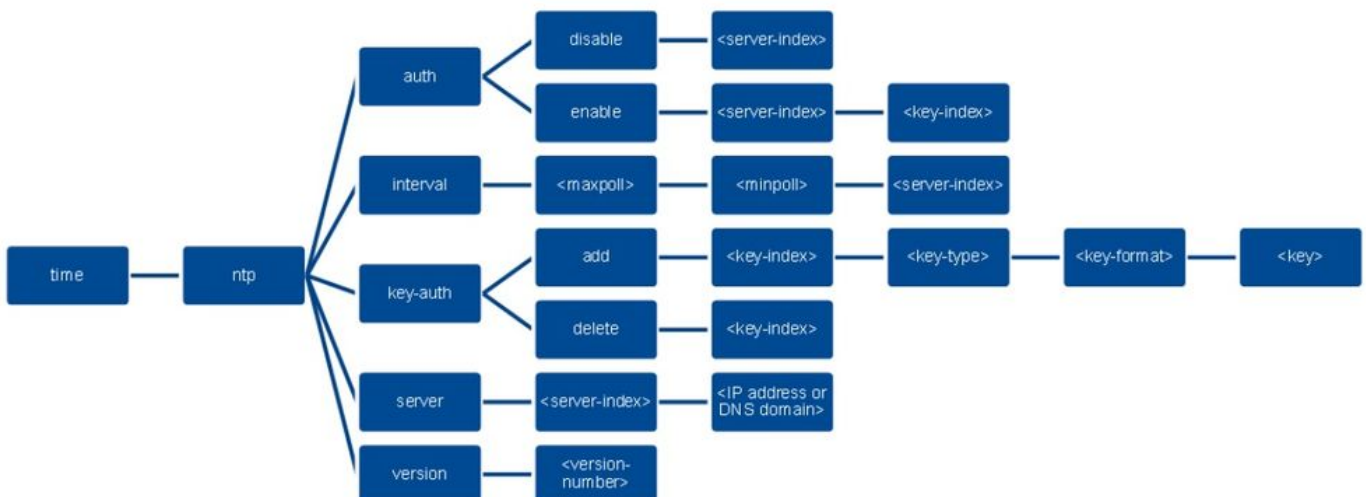 disable
<server-index>
auth
enable
<server-index>
<key-index>
interval
<maxpoll>
<minpoll>
<server-index>
add
<key-index>
<key-type>
<key-format>
<key>
time
ntp
key-auth
delete
<key-index>
server
<server-index>
<IP address or
DNS domain>
version
<version-
number>